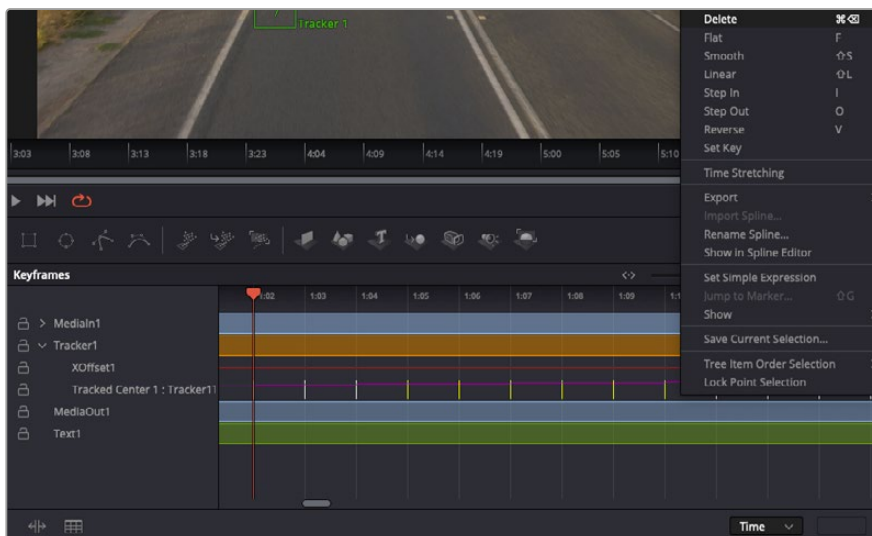 Tracker 1
3:03 3:08 3:13 3:18 3:23 4:04 4:09 4:14 4:19 5:00 5:05 5:10
Delete ⌘⌫
Flat F
Smooth ⇧S
Linear ⇧L
Step In I
Step Out O
Reverse V
Set Key
Time Stretching
Export
Import Spline...
Rename Spline...
Show in Spline Editor
Set Simple Expression
Jump to Marker... ⇧G
Show
Save Current Selection...
Tree Item Order Selection
Lock Point Selection
Keyframes
1:02 1:03 1:04 1:05 1:06 1:07 1:08 1:09
MediaIn1
Tracker1
XOffset1
Tracked Center 1 : Tracker11
MediaOut1
Text1
Time